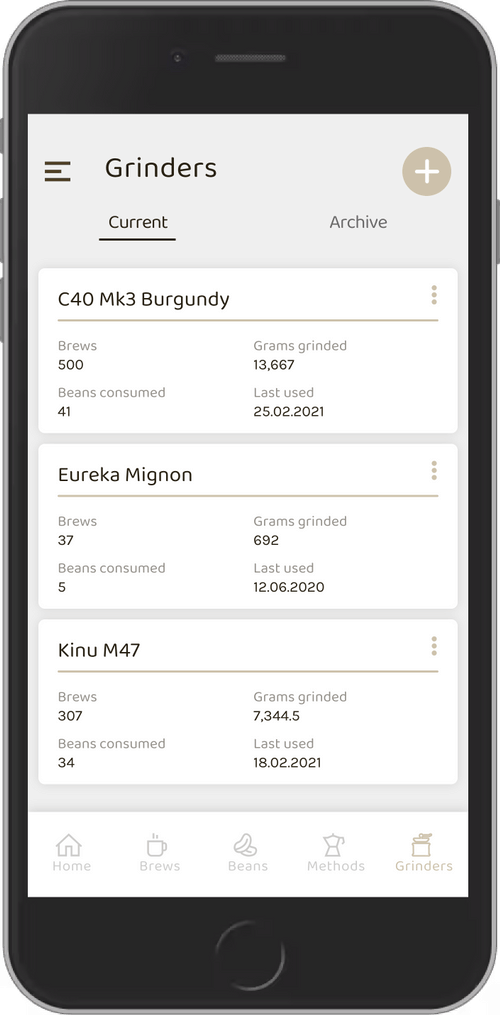 Grinders
Current Archive
C40 Mk3 Burgundy
Brews Grams grinded
500 13,667
Beans consumed Last used
41 25.02.2021
Eureka Mignon
Brews Grams grinded
37 692
Beans consumed Last used
5 12.06.2020
Kinu M47
Brews Grams grinded
307 7,344.5
Beans consumed Last used
34 18.02.2021
Home Brews Beans Methods Grinders